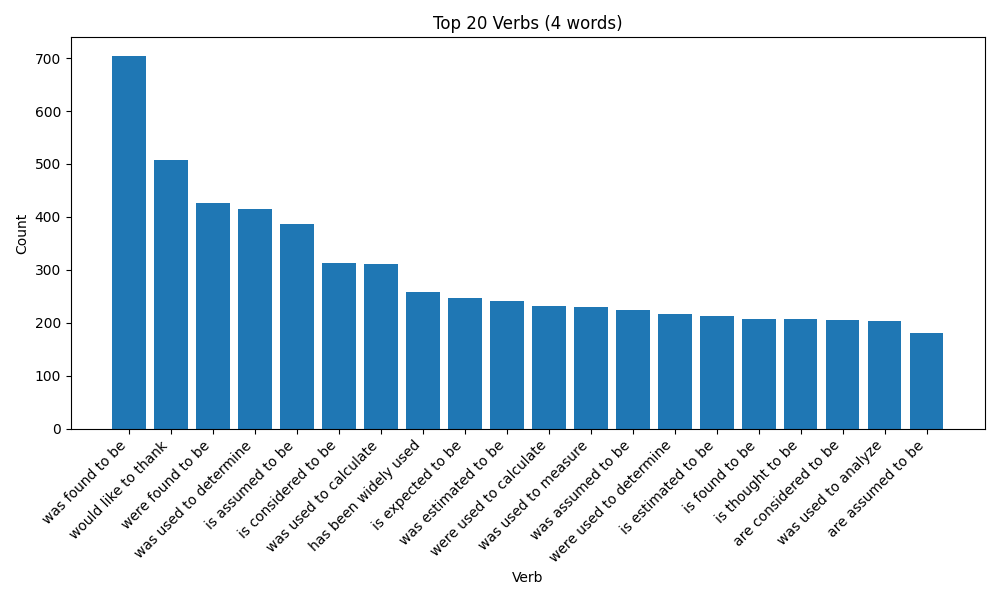 Top 20 Verbs (4 words)
Count
700
600
500
400
300
200
100
0
was found to be
would like to thank
were found to be
was used to determine
is assumed to be
is considered to be
was used to calculate
has been widely used
is expected to be
was estimated to be
were used to calculate
was used to measure
was assumed to be
were used to determine
is estimated to be
is found to be
is thought to be
are considered to be
was used to analyze
are assumed to be
Verb